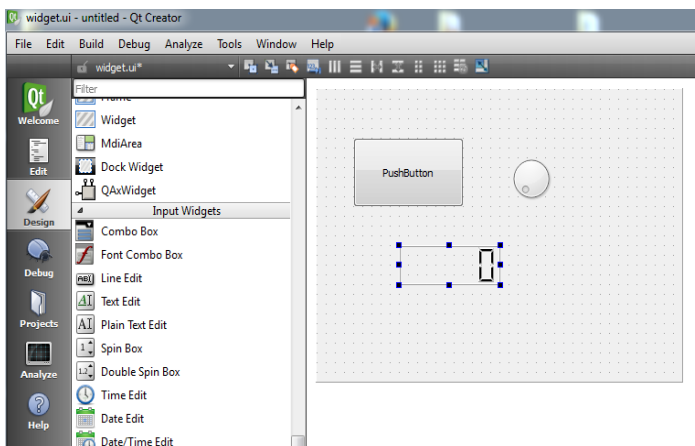 widget.ui - untitled - Qt Creator
File Edit Build Debug Analyze Tools Window Help
widget.ui*
Filter
Qt
Welcome
Edit
Design
Debug
Projects
Analyze
Help
Widget
MdiArea
Dock Widget
QAxWidget
Input Widgets
Combo Box
Font Combo Box
Line Edit
Text Edit
Plain Text Edit
Spin Box
Double Spin Box
Time Edit
Date Edit
Date/Time Edit
PushButton
0